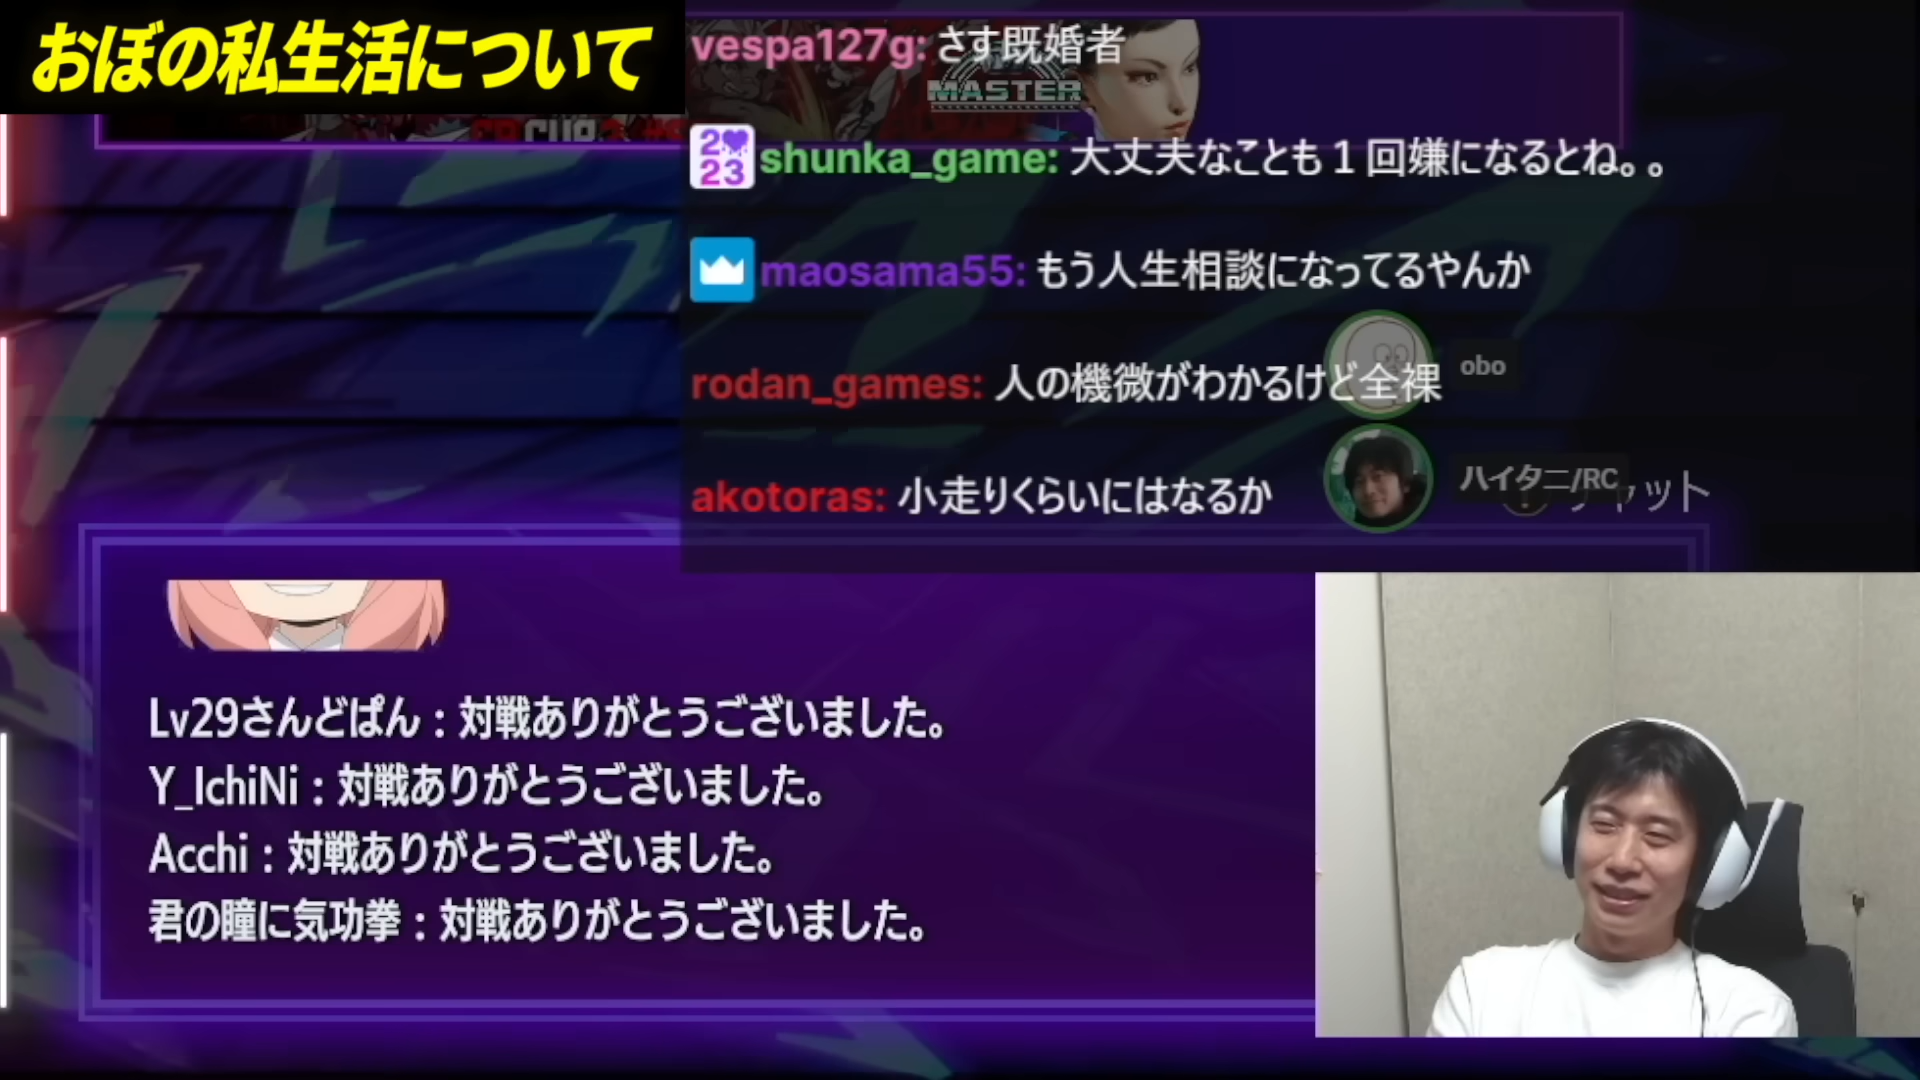 おぼの私生活について
vespa127g: さす既婚者
MASTER
2 23 shunka_game: 大丈夫なことも1回嫌になるとね。。
maosama55: もう人生相談になってるやんか
obo
rodan_games: 人の機微がわかるけど全裸
ハイタニ/RC
akotoras: 小走りくらいにはなるか
Lv29さんどぱん : 対戦ありがとうございました。
Y_IchiNi : 対戦ありがとうございました。
Acchi : 対戦ありがとうございました。
君の瞳に気功拳 : 対戦ありがとうございました。